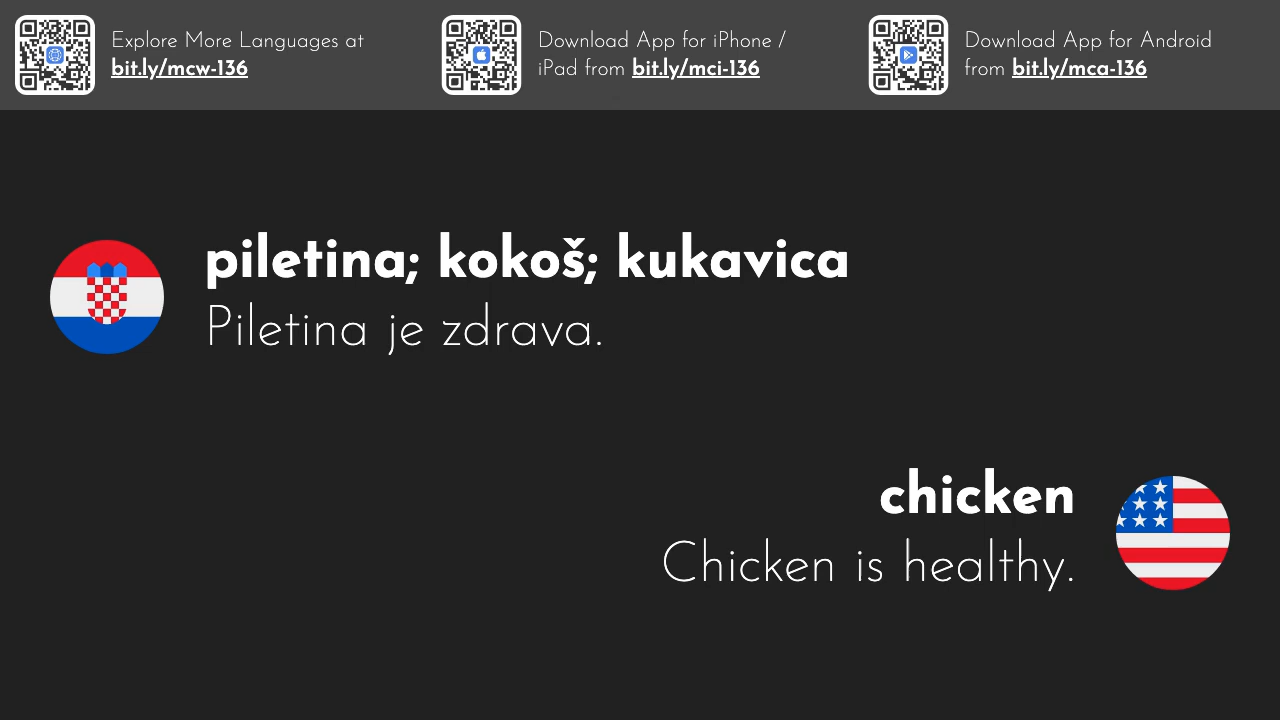 Explore More Languages at
bit.ly/mcw-136
Download App for iPhone /
iPad from bit.ly/mci-136
Download App for Android
from bit.ly/mca-136
piletina; kokoš; kukavica
Piletina je zdrava.
chicken
Chicken is healthy.